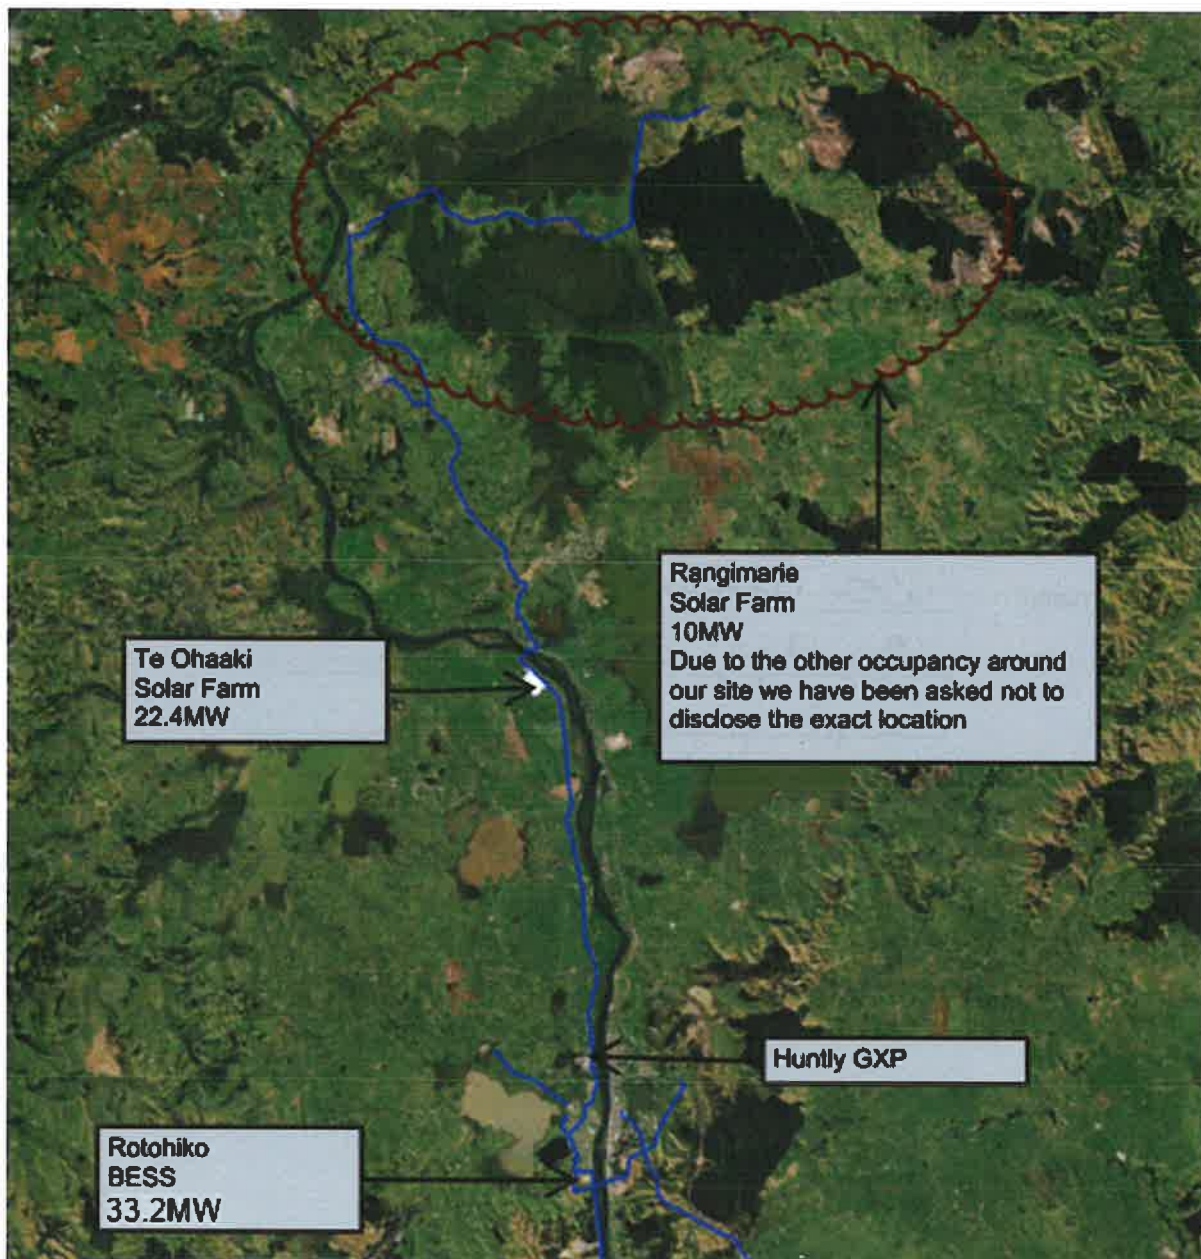 Rangimarie
Solar Farm
10MW
Due to the other occupancy around
our site we have been asked not to
disclose the exact location
Te Ohaaki
Solar Farm
22.4MW
Huntly GXP
Rotohiko
BESS
33.2MW